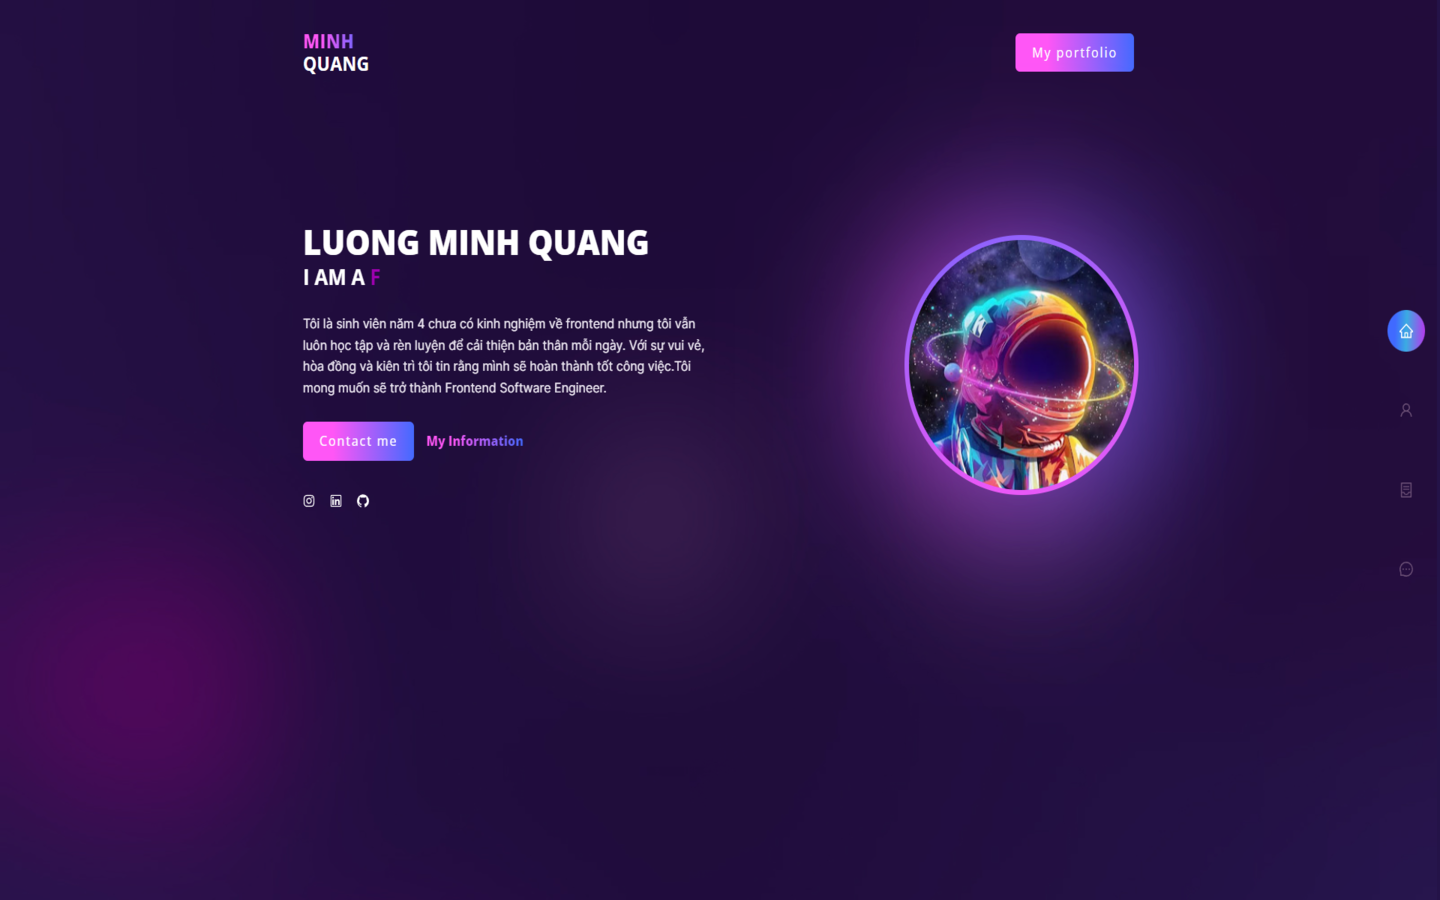 MINH
QUANG
My portfolio
LUONG MINH QUANG
I AM A F
Tôi là sinh viên năm 4 chưa có kinh nghiệm về frontend nhưng tôi vẫn
luôn học tập và rèn luyện để cải thiện bản thân mỗi ngày. Với sự vui vẻ,
hòa đồng và kiên trì tôi tin rằng mình sẽ hoàn thành tốt công việc.Tôi
mong muốn sẽ trở thành Frontend Software Engineer.
Contact me
My Information